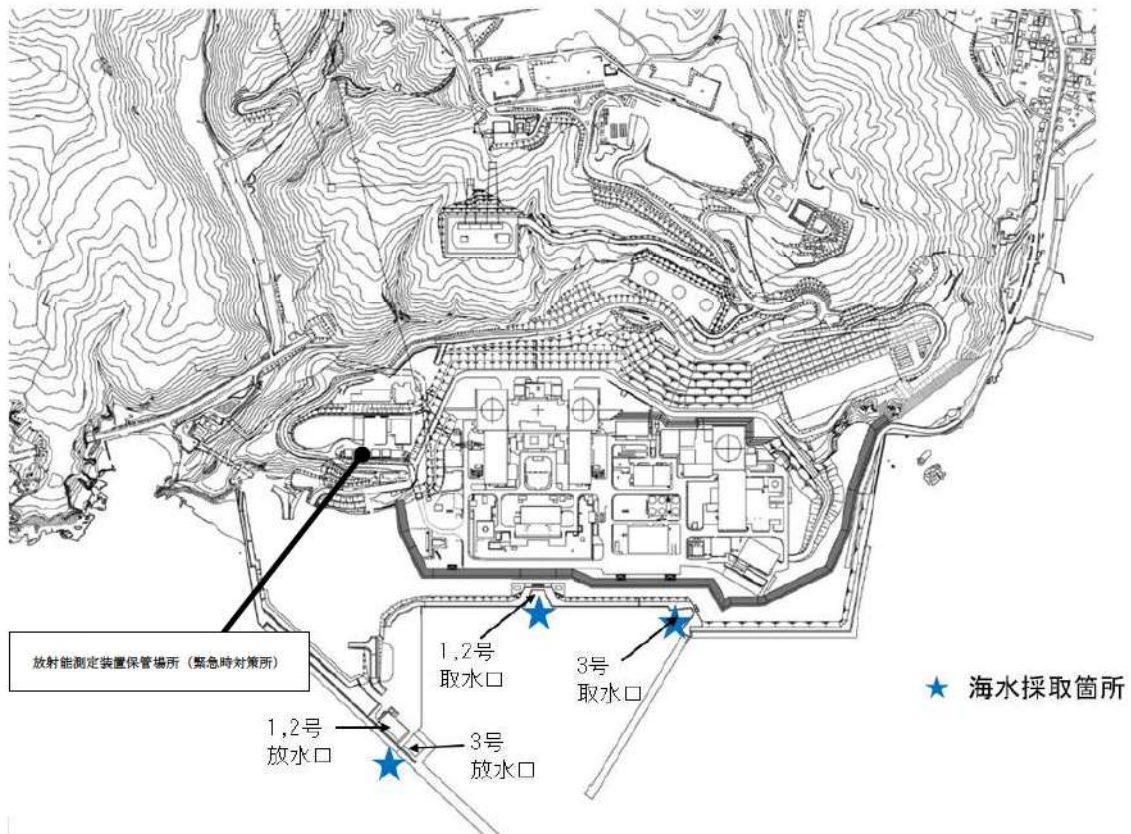 放射能測定装置保管場所（緊急時対策所）
1,2号
取水口
3号
取水口
★ 海水採取箇所
1,2号
放水口
3号
放水口